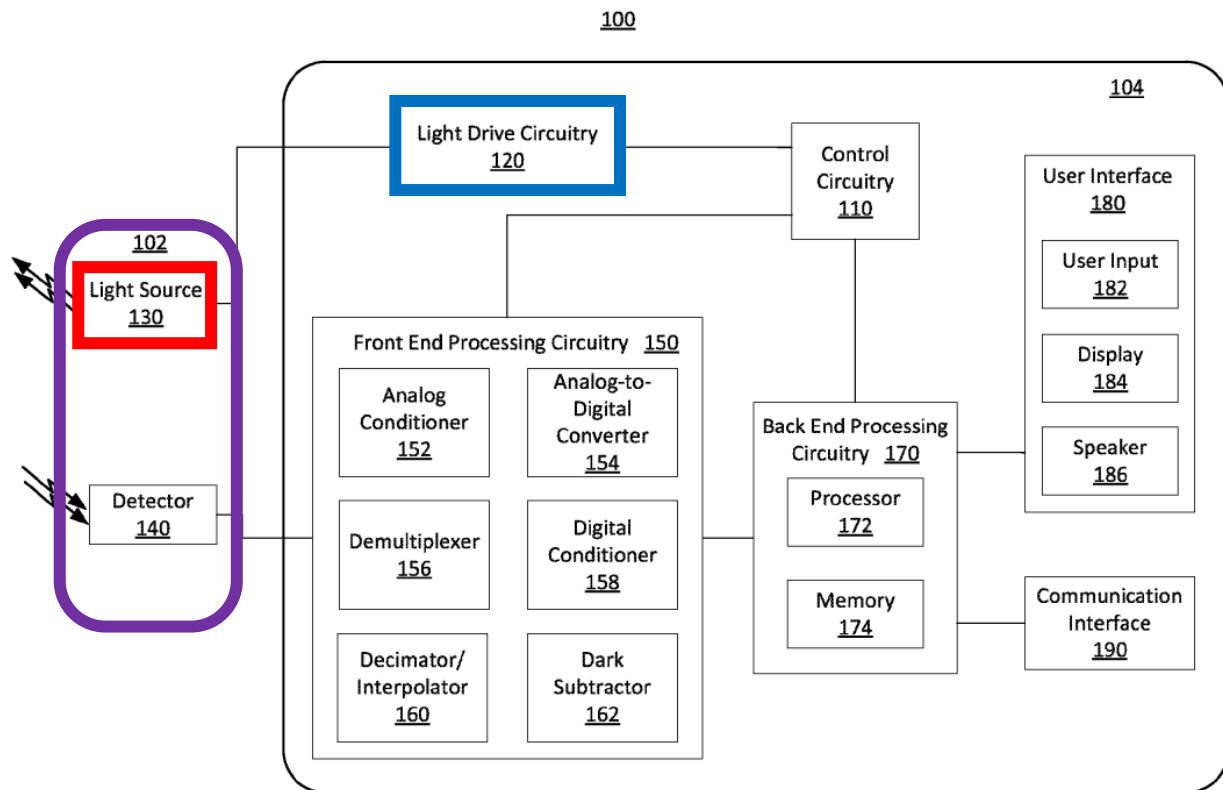 100
104
Light Drive Circuitry
120
Control
Circuitry
110
User Interface
180
User Input
182
Display
184
Speaker
186
102
Light Source
130
Detector
140
Front End Processing Circuitry 150
Analog
Conditioner
152
Analog-to-
Digital
Converter
154
Demultiplexer
156
Digital
Conditioner
158
Decimator/
Interpolator
160
Dark
Subtractor
162
Back End Processing
Circuitry 170
Processor
172
Memory
174
Communication
Interface
190